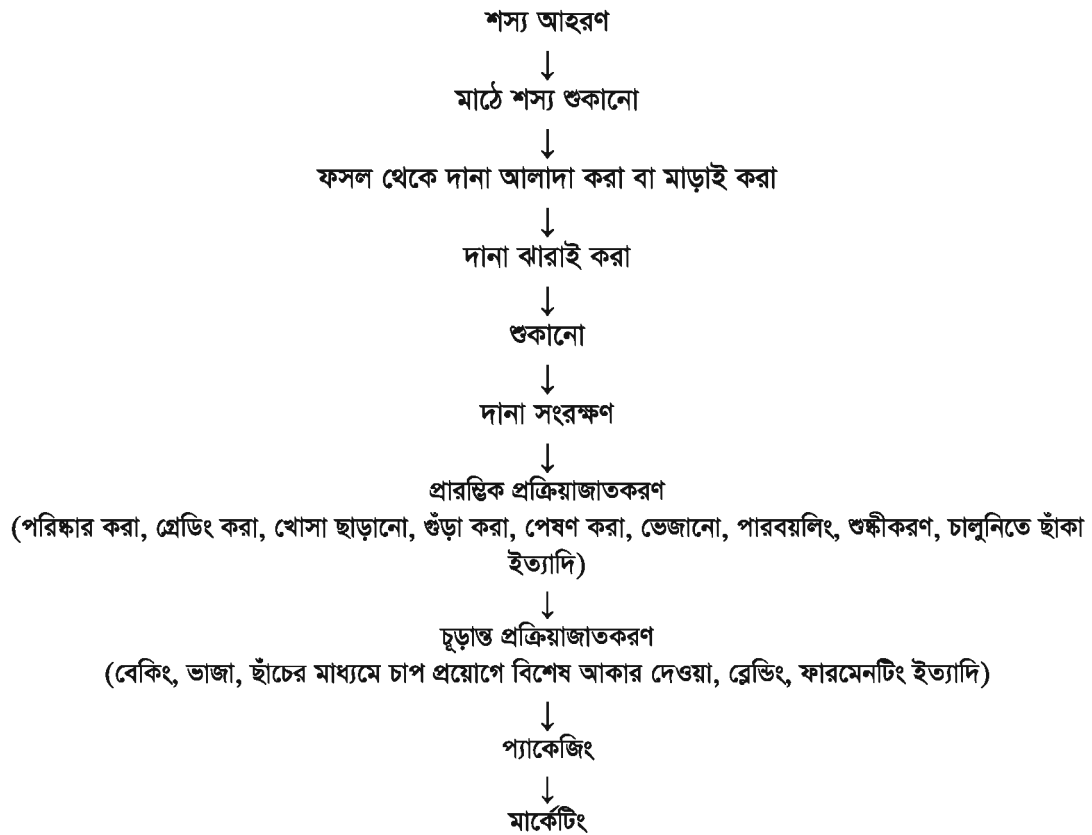 শস্য আহরণ
↓
মাঠে শস্য শুকানো
↓
ফসল থেকে দানা আলাদা করা বা মাড়াই করা
↓
দানা ঝারাই করা
↓
শুকানো
↓
দানা সংরক্ষণ
↓
প্রারম্ভিক প্রক্রিয়াজাতকরণ
(পরিষ্কার করা, গ্রেডিং করা, খোসা ছাড়ানো, গুঁড়া করা, পেষণ করা, ভেজানো, পারবয়লিং, শুষ্কীকরণ, চালুনিতে ছাঁকা
ইত্যাদি)
↓
চূড়ান্ত প্রক্রিয়াজাতকরণ
(বেকিং, ভাজা, ছাঁচের মাধ্যমে চাপ প্রয়োগে বিশেষ আকার দেওয়া, ব্লেন্ডিং, ফারমেনটিং ইত্যাদি)
↓
প্যাকেজিং
↓
মার্কেটিং